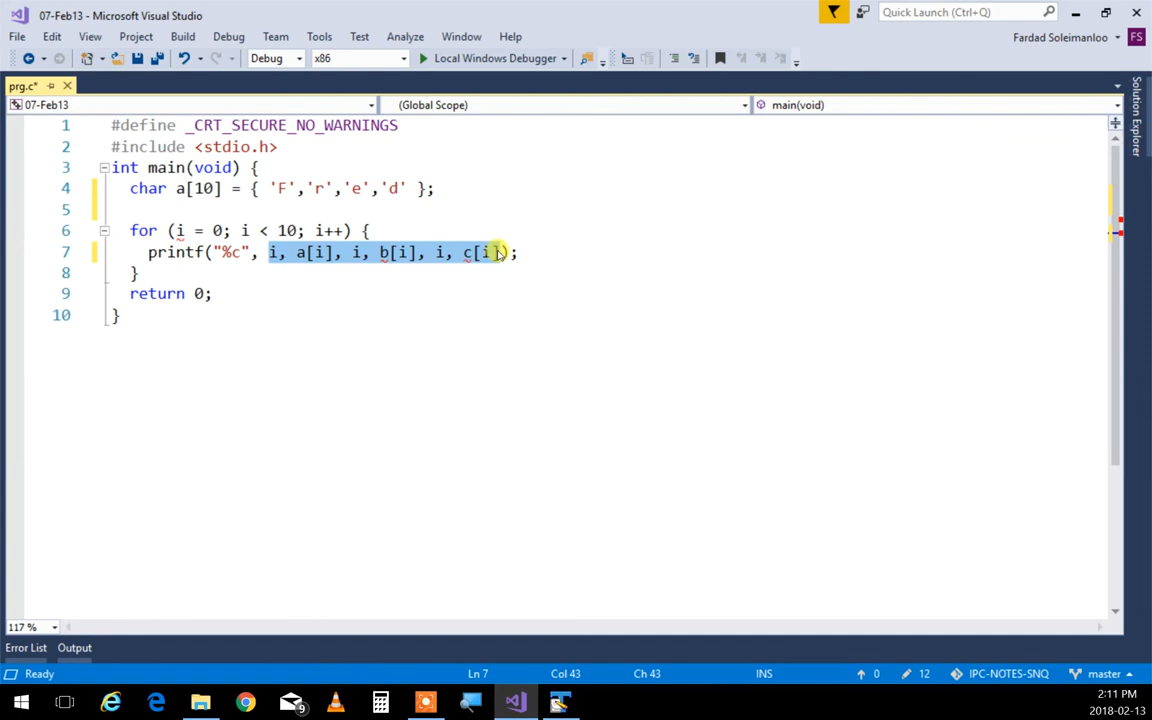 07-Feb13 - Microsoft Visual Studio
Quick Launch (Ctrl+Q)
File Edit View Project Build Debug Team Tools Test Analyze Window Help
Fardad Soleimanloo FS
Debug x86 Local Windows Debugger
prg.c*
07-Feb13 (Global Scope) main(void)
Solution Explorer
1 #define _CRT_SECURE_NO_WARNINGS
2 #include <stdio.h>
3 int main(void) {
4 char a[10] = { 'F','r','e','d' };
5
6 for (i = 0; i < 10; i++) {
7 printf("%c", i, a[i], i, b[i], i, c[i]);
8 }
9 return 0;
10 }
117 %
Error List Output
Ready Ln 7 Col 43 Ch 43 INS 0 12 IPC-NOTES-SNQ master
9
2:11 PM
2018-02-13